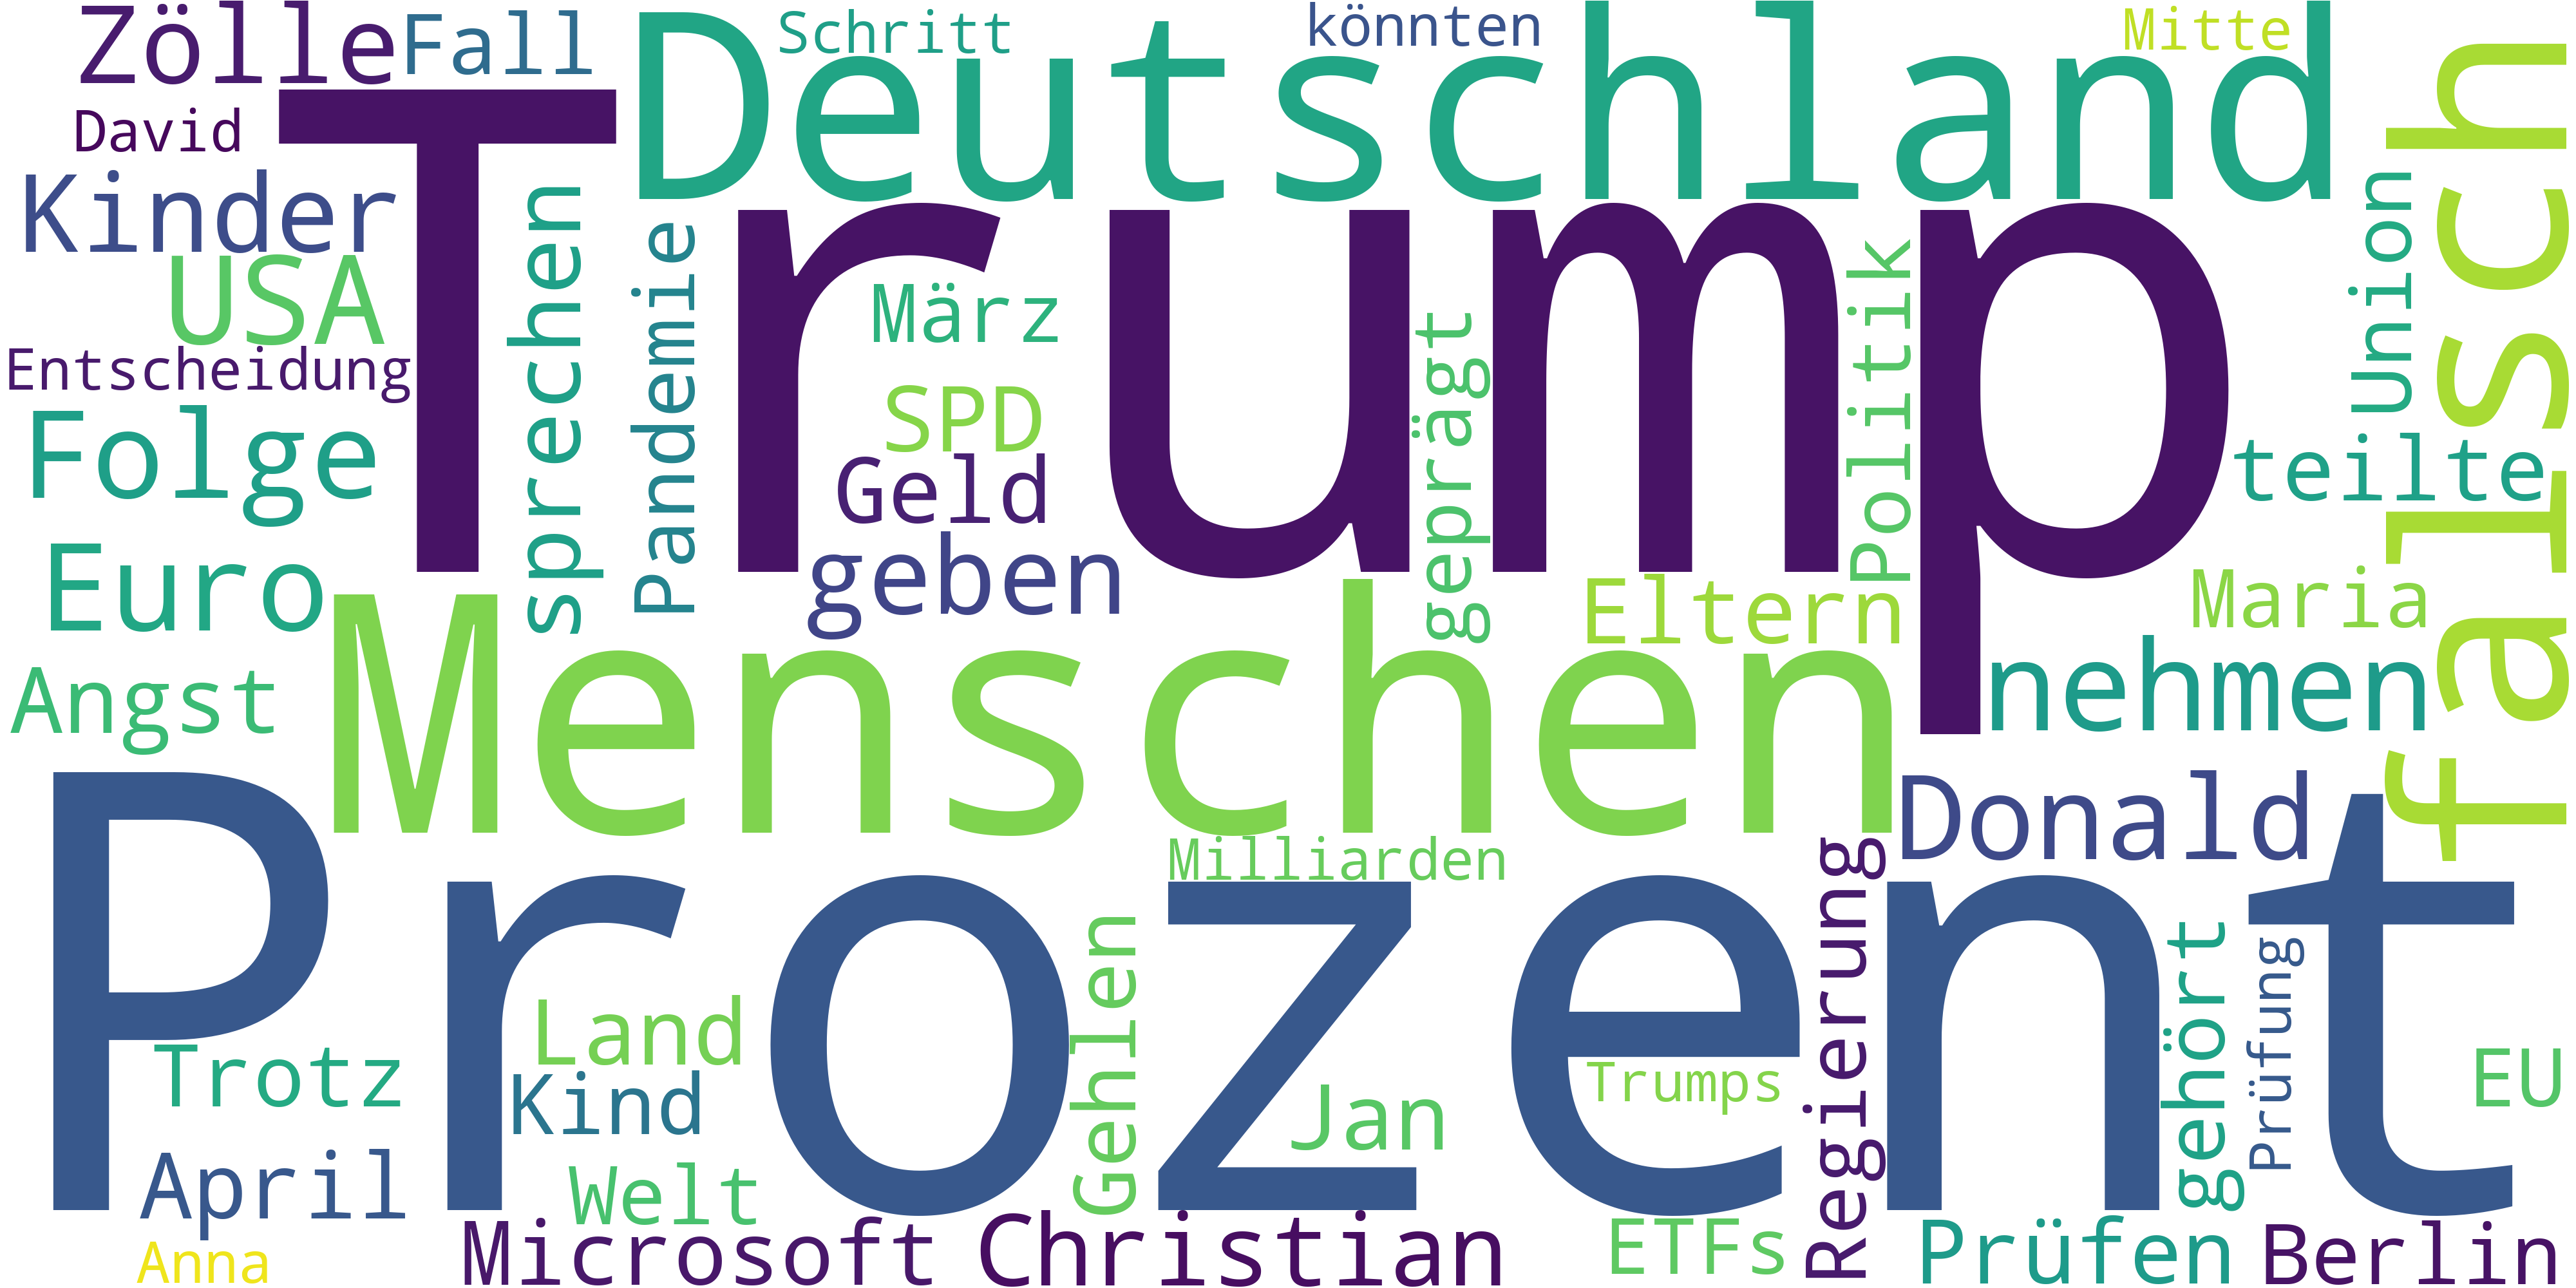 Zölle
Fall
Schritt
könnten
Mitte
Deutschland
David
Trump
falsch
Kinder
sprechen
Pandemie
März
geprägt
Politik
Union
USA
Entscheidung
SPD
Folge
Geld
teilte
Euro
geben
Eltern
Maria
Angst
Menschen
nehmen
Donald
Prozent
Milliarden
Regierung
Gehlen
gehört
Prüfung
Land
Trotz
Kind
Trumps
EU
Jan
April
Welt
Anna
Microsoft
Christian
ETFs
Prüfen
Berlin